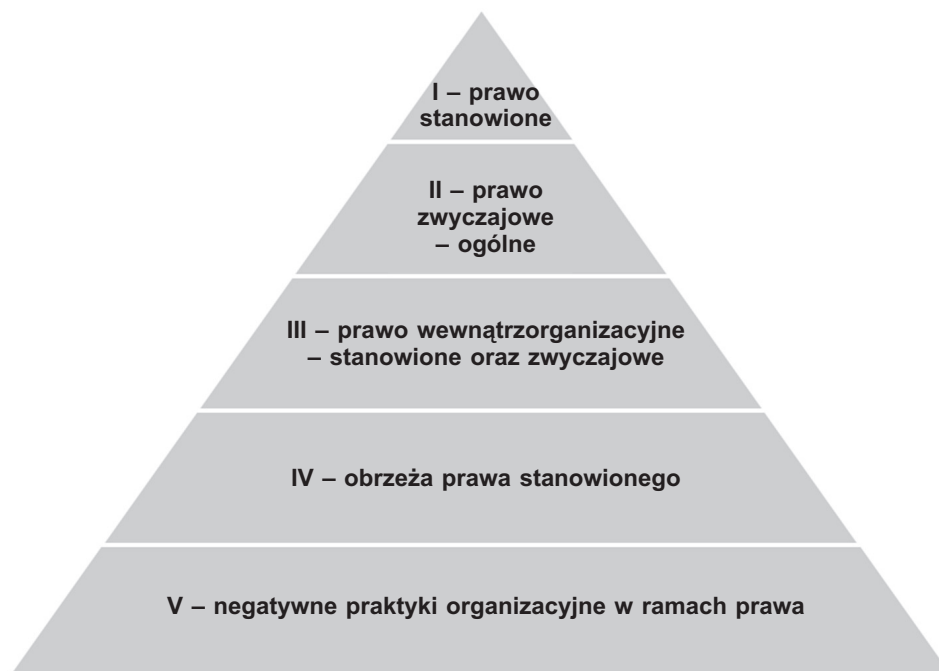 I – prawo
stanowione
II – prawo
zwyczajowe
– ogólne
III – prawo wewnątrzorganizacyjne
– stanowione oraz zwyczajowe
IV – obrzeża prawa stanowionego
V – negatywne praktyki organizacyjne w ramach prawa